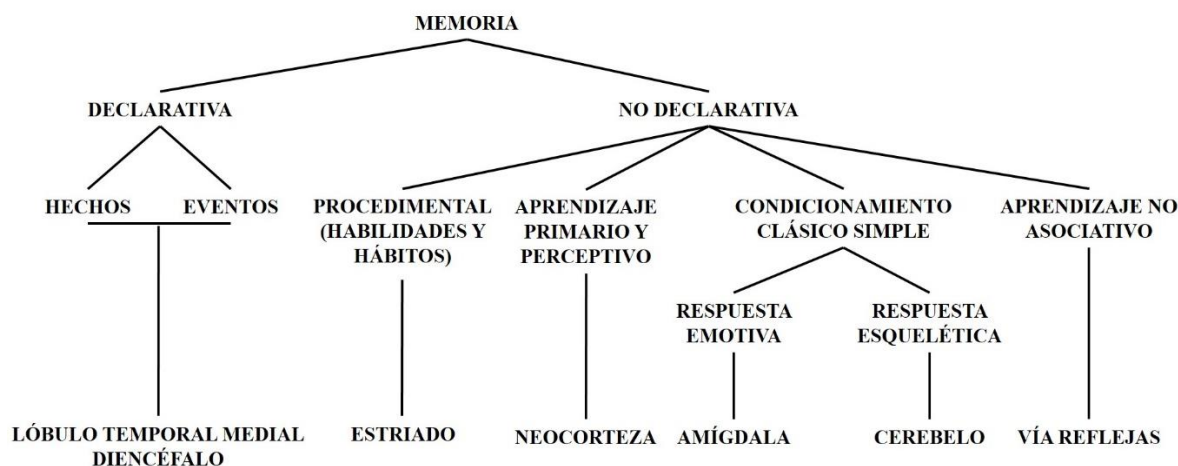 MEMORIA
DECLARATIVA
NO DECLARATIVA
HECHOS
EVENTOS
PROCEDIMENTAL
(HABILIDADES Y
HÁBITOS)
APRENDIZAJE
PRIMARIO Y
PERCEPTIVO
CONDICIONAMIENTO
CLÁSICO SIMPLE
APRENDIZAJE NO
ASOCIATIVO
RESPUESTA
EMOTIVA
RESPUESTA
ESQUELÉTICA
LÓBULO TEMPORAL MEDIAL
DIENCÉFALO
ESTRIADO
NEOCORTEZA
AMÍGDALA
CEREBELO
VÍA REFLEJAS